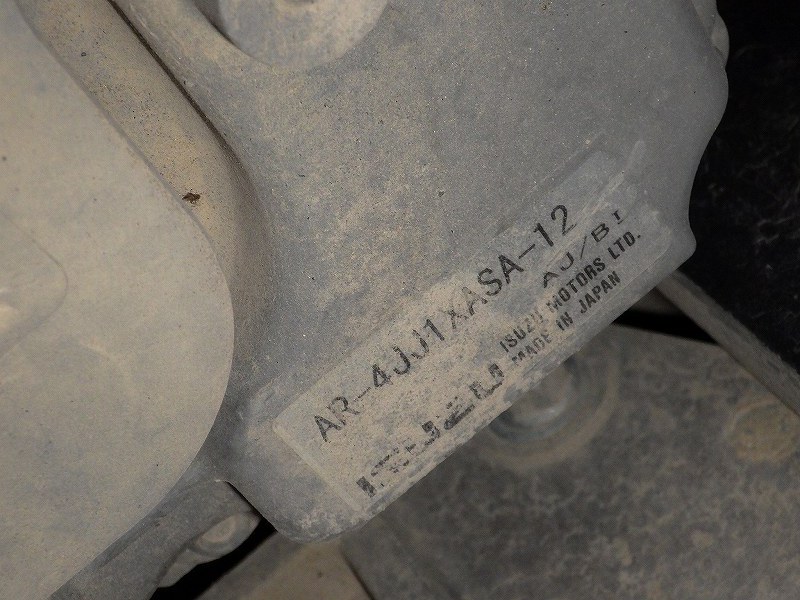 AR-4JJ1XASA-12
AJ/BI
ISUZU
ISUZU MOTORS LTD.
MADE IN JAPAN